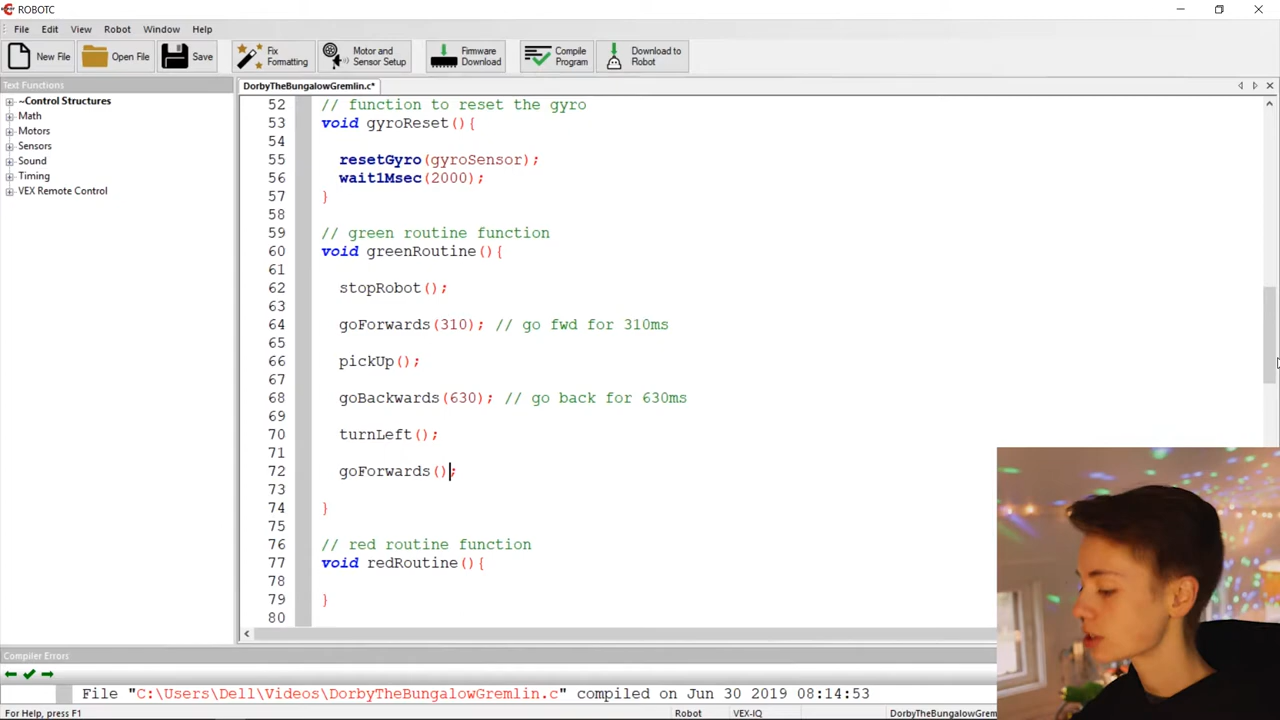 ROBOTC
File Edit View Robot Window Help
New File Open File Save Fix Formatting Motor and Sensor Setup Firmware Download Compile Program Download to Robot
Text Functions
~Control Structures
Math
Motors
Sensors
Sound
Timing
VEX Remote Control
DorbyTheBungalowGremlin.c*
52 // function to reset the gyro
53 void gyroReset(){
54
55 resetGyro(gyroSensor);
56 wait1Msec(2000);
57 }
58
59 // green routine function
60 void greenRoutine(){
61
62 stopRobot();
63
64 goForwards(310); // go fwd for 310ms
65
66 pickUp();
67
68 goBackwards(630); // go back for 630ms
69
70 turnLeft();
71
72 goForwards();
73
74 }
75
76 // red routine function
77 void redRoutine(){
78
79 }
80
Compiler Errors
File "C:\Users\Dell\Videos\DorbyTheBungalowGremlin.c" compiled on Jun 30 2019 08:14:53
For Help, press F1 Robot VEX-IQ DorbyTheBungalowGrem